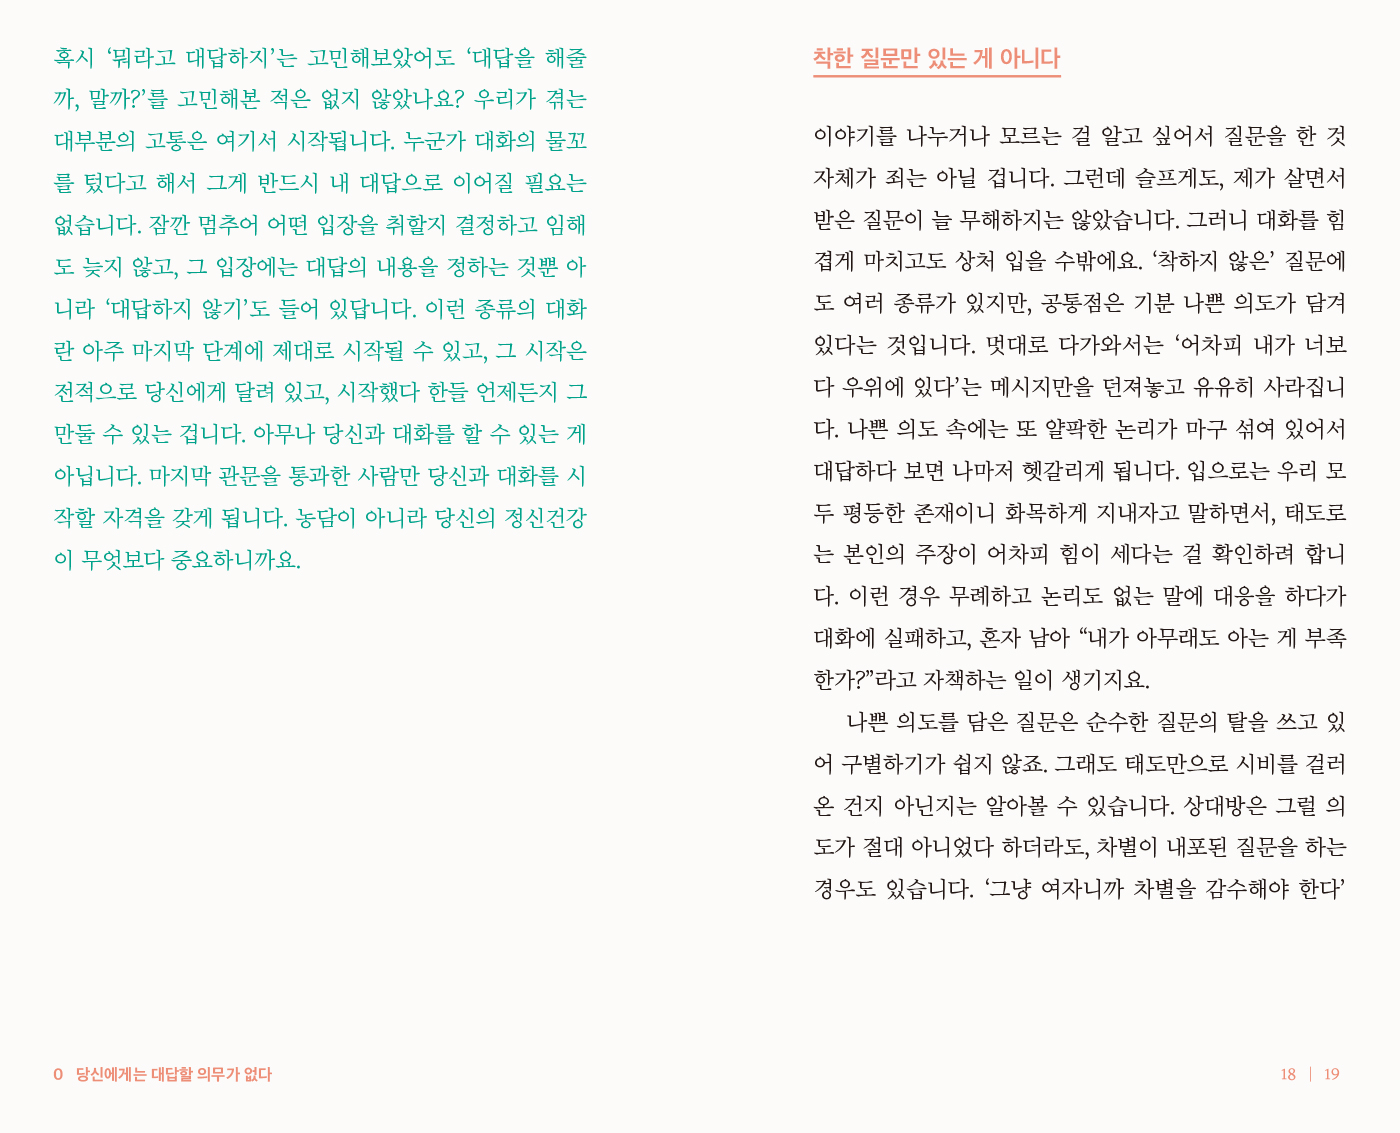 혹시 ‘뭐라고 대답하지’는 고민해보았어도 ‘대답을 해줄
까, 말까?’를 고민해본 적은 없지 않았나요? 우리가 겪는
대부분의 고통은 여기서 시작됩니다. 누군가 대화의 물꼬
를 텄다고 해서 그게 반드시 내 대답으로 이어질 필요는
없습니다. 잠깐 멈추어 어떤 입장을 취할지 결정하고 임해
도 늦지 않고, 그 입장에는 대답의 내용을 정하는 것뿐 아
니라 ‘대답하지 않기’도 들어 있답니다. 이런 종류의 대화
란 아주 마지막 단계에 제대로 시작될 수 있고, 그 시작은
전적으로 당신에게 달려 있고, 시작했다 한들 언제든지 그
만둘 수 있는 겁니다. 아무나 당신과 대화를 할 수 있는 게
아닙니다. 마지막 관문을 통과한 사람만 당신과 대화를 시
작할 자격을 갖게 됩니다. 농담이 아니라 당신의 정신건강
이 무엇보다 중요하니까요.
0 당신에게는 대답할 의무가 없다
착한 질문만 있는 게 아니다
이야기를 나누거나 모르는 걸 알고 싶어서 질문을 한 것
자체가 죄는 아닐 겁니다. 그런데 슬프게도, 제가 살면서
받은 질문이 늘 무해하지는 않았습니다. 그러니 대화를 힘
겹게 마치고도 상처 입을 수밖에요. ‘착하지 않은’ 질문에
도 여러 종류가 있지만, 공통점은 기분 나쁜 의도가 담겨
있다는 것입니다. 멋대로 다가와서는 ‘어차피 내가 너보
다 우위에 있다’는 메시지만을 던져놓고 유유히 사라집니
다. 나쁜 의도 속에는 또 얄팍한 논리가 마구 섞여 있어서
대답하다 보면 나마저 헷갈리게 됩니다. 입으로는 우리 모
두 평등한 존재이니 화목하게 지내자고 말하면서, 태도로
는 본인의 주장이 어차피 힘이 세다는 걸 확인하려 합니
다. 이런 경우 무례하고 논리도 없는 말에 대응을 하다가
대화에 실패하고, 혼자 남아 “내가 아무래도 아는 게 부족
한가?”라고 자책하는 일이 생기지요.
나쁜 의도를 담은 질문은 순수한 질문의 탈을 쓰고 있
어 구별하기가 쉽지 않죠. 그래도 태도만으로 시비를 걸러
온 건지 아닌지는 알아볼 수 있습니다. 상대방은 그럴 의
도가 절대 아니었다 하더라도, 차별이 내포된 질문을 하는
경우도 있습니다. ‘그냥 여자니까 차별을 감수해야 한다’
18 | 19